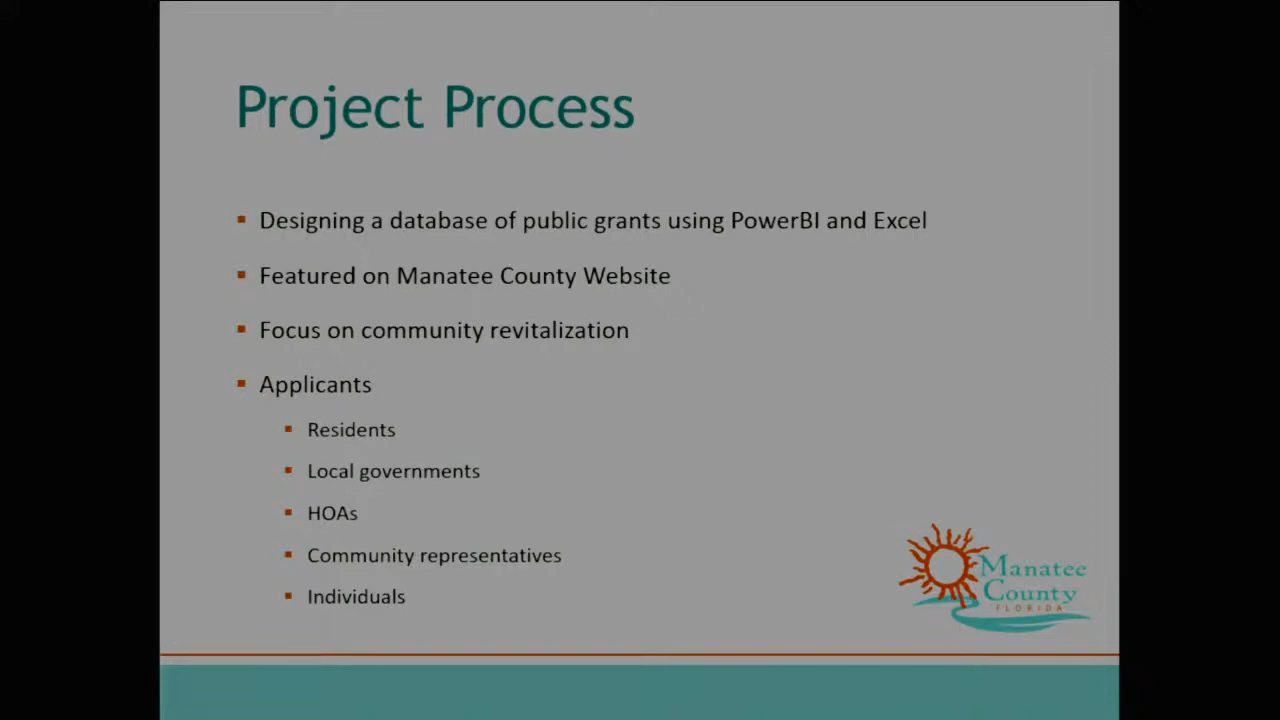 Project Process
Designing a database of public grants using PowerBI and Excel
Featured on Manatee County Website
Focus on community revitalization
Applicants
Residents
Local governments
HOAs
Community representatives
Individuals
Manatee
County
FLORIDA